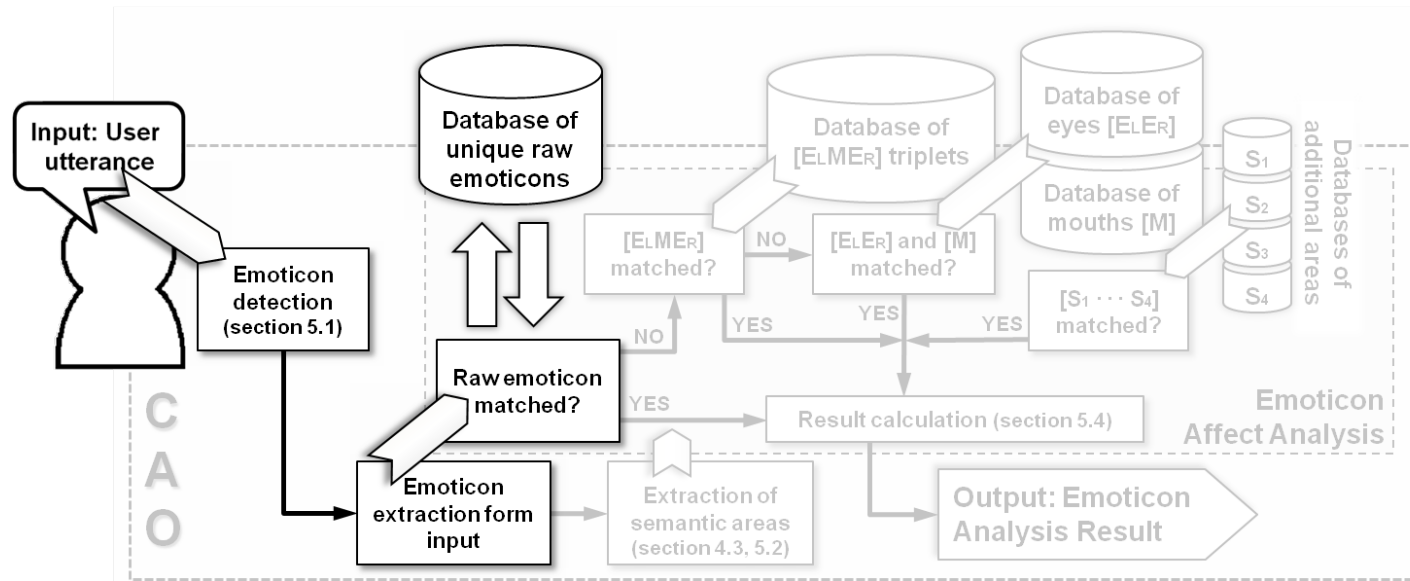 Input: User
utterance
Database of
unique raw
emoticons
Database of
[ELMER] triplets
Database of
eyes [ELER]
Database of
mouths [M]
S1
S2
S3
S4
Databases of
additional areas
Emoticon
detection
(section 5.1)
[ELMER]
matched?
NO
[ELER] and [M]
matched?
[S1 ··· S4]
matched?
NO
YES
YES
YES
Raw emoticon
matched?
YES
Result calculation (section 5.4)
Emoticon
Affect Analysis
CAO
Emoticon
extraction form
input
Extraction of
semantic areas
(section 4.3, 5.2)
Output: Emoticon
Analysis Result